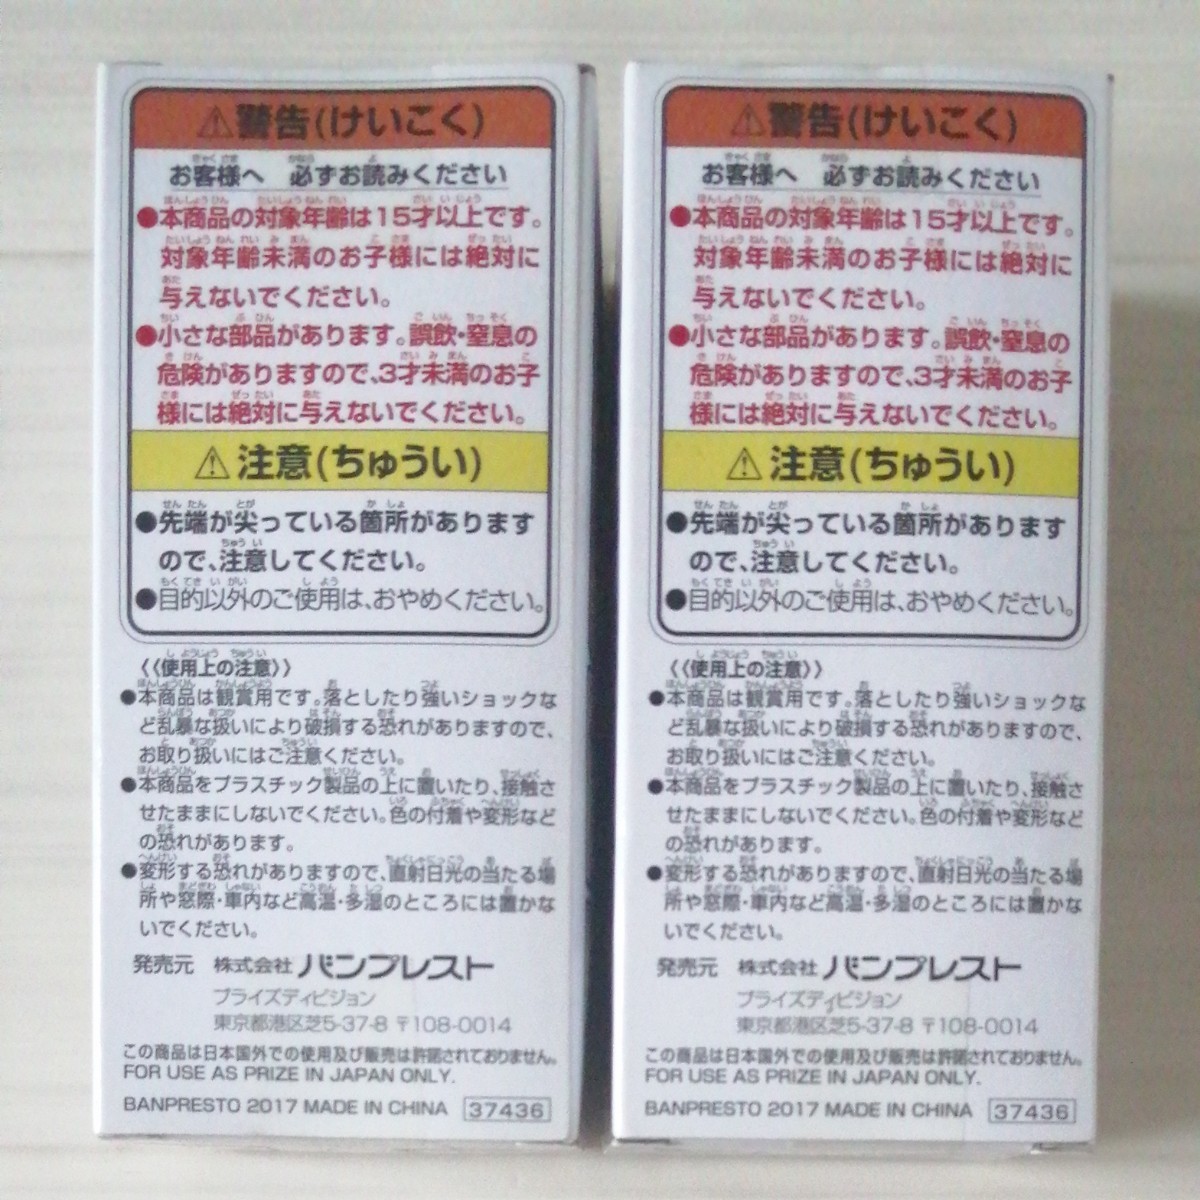 ⚠警告(けいこく)
お客様へ 必ずお読みください
●本商品の対象年齢は15才以上です。
対象年齢未満のお子様には絶対に
与えないでください。
●小さな部品があります。誤飲・窒息の
危険がありますので、3才未満のお子
様には絶対に与えないでください。
⚠注意(ちゅうい)
●先端が尖っている箇所があります
ので、注意してください。
●目的以外のご使用は、おやめください。
《使用上の注意》
●本商品は観賞用です。落としたり強いショックな
ど乱暴な扱いにより破損する恐れがありますので、
お取り扱いにはご注意ください。
●本商品をプラスチック製品の上に置いたり、接触さ
せたままにしないでください。色の付着や変形など
の恐れがあります。
●変形する恐れがありますので、直射日光の当たる場
所や窓際・車内など高温・多湿のところには置かな
いでください。
発売元 株式会社 バンプレスト
プライズディビジョン
東京都港区芝5-37-8 〒108-0014
この商品は日本国外での使用及び販売は許諾されておりません。
FOR USE AS PRIZE IN JAPAN ONLY.
BANPRESTO 2017 MADE IN CHINA 37436
⚠警告(けいこく)
お客様へ 必ずお読みください
●本商品の対象年齢は15才以上です。
対象年齢未満のお子様には絶対に
与えないでください。
●小さな部品があります。誤飲・窒息の
危険がありますので、3才未満のお子
様には絶対に与えないでください。
⚠注意(ちゅうい)
●先端が尖っている箇所があります
ので、注意してください。
●目的以外のご使用は、おやめください。
《使用上の注意》
●本商品は観賞用です。落としたり強いショックな
ど乱暴な扱いにより破損する恐れがありますので、
お取り扱いにはご注意ください。
●本商品をプラスチック製品の上に置いたり、接触さ
せたままにしないでください。色の付着や変形など
の恐れがあります。
●変形する恐れがありますので、直射日光の当たる場
所や窓際・車内など高温・多湿のところには置かな
いでください。
発売元 株式会社 バンプレスト
プライズディビジョン
東京都港区芝5-37-8 〒108-0014
この商品は日本国外での使用及び販売は許諾されておりません。
FOR USE AS PRIZE IN JAPAN ONLY.
BANPRESTO 2017 MADE IN CHINA 37436